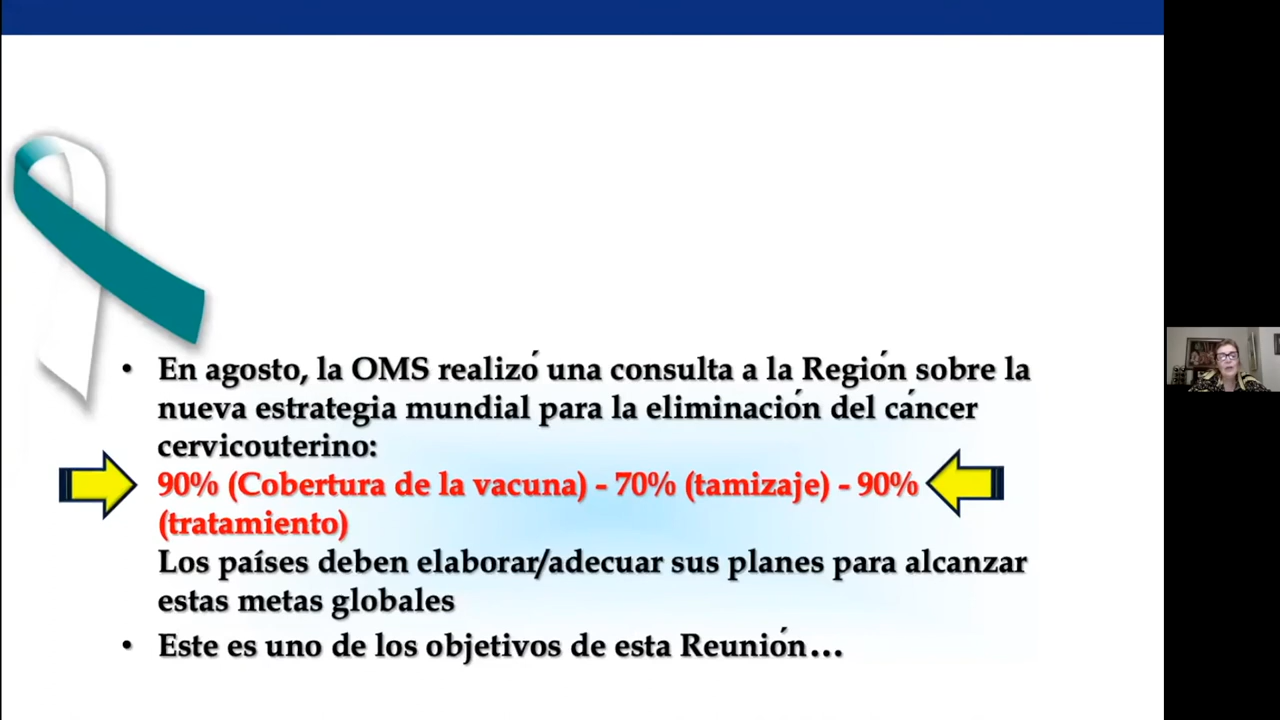 • En agosto, la OMS realizó una consulta a la Región sobre la
nueva estrategia mundial para la eliminación del cáncer
cervicouterino:
90% (Cobertura de la vacuna) - 70% (tamizaje) - 90%
(tratamiento)
Los países deben elaborar/adecuar sus planes para alcanzar
estas metas globales
• Este es uno de los objetivos de esta Reunión...